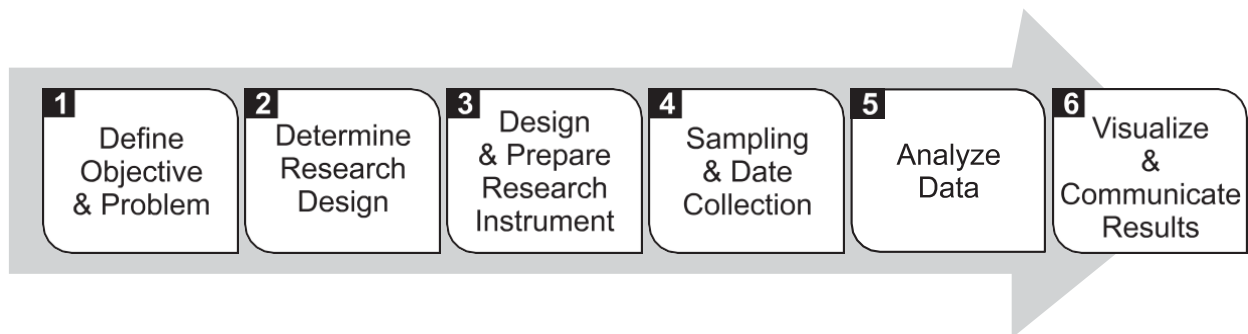 1
Define
Objective
& Problem
2
Determine
Research
Design
3
Design
& Prepare
Research
Instrument
4
Sampling
& Date
Collection
5
Analyze
Data
6
Visualize
&
Communicate
Results